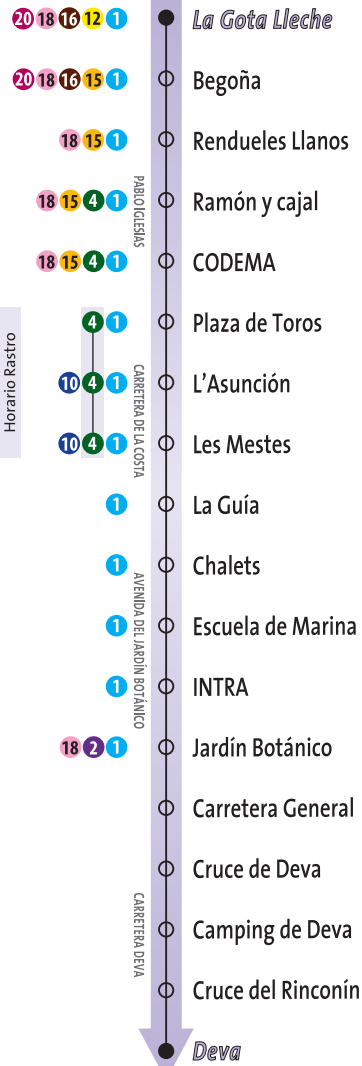 20 18 16 12 1 La Gota Lleche
20 18 16 15 1 Begoña
18 15 1 Rendueles Llanos
PABLO IGLESIAS
18 15 4 1 Ramón y cajal
18 15 4 1 CODEMA
Horario Rastro
4 1 Plaza de Toros
CARRETERA DE LA COSTA
10 4 1 L'Asunción
10 4 1 Les Mestes
1 La Guía
1 Chalets
AVENIDA DEL JARDÍN BOTÁNICO
1 Escuela de Marina
1 INTRA
18 2 1 Jardín Botánico
Carretera General
Cruce de Deva
CARRETERA DEVA
Camping de Deva
Cruce del Rinconín
Deva